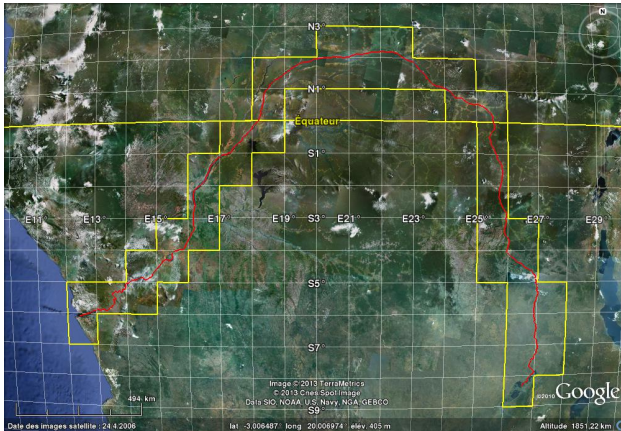 N
N3°
N1°
Équateur
S1°
E11° E13° E15° E17° E19° S3° E21° E23° E25° E27° E29°
S5°
S7°
Image © 2013 TerraMetrics
© 2013 Cnes/Spot Image
Data SIO, NOAA, U.S. Navy, NGA, GEBCO
©2010 Google
494 km
S9°
Date des images satellite : 24.4.2006 lat -3.006487° long 20.006974° elev. 405 m Altitude 1851.22 km